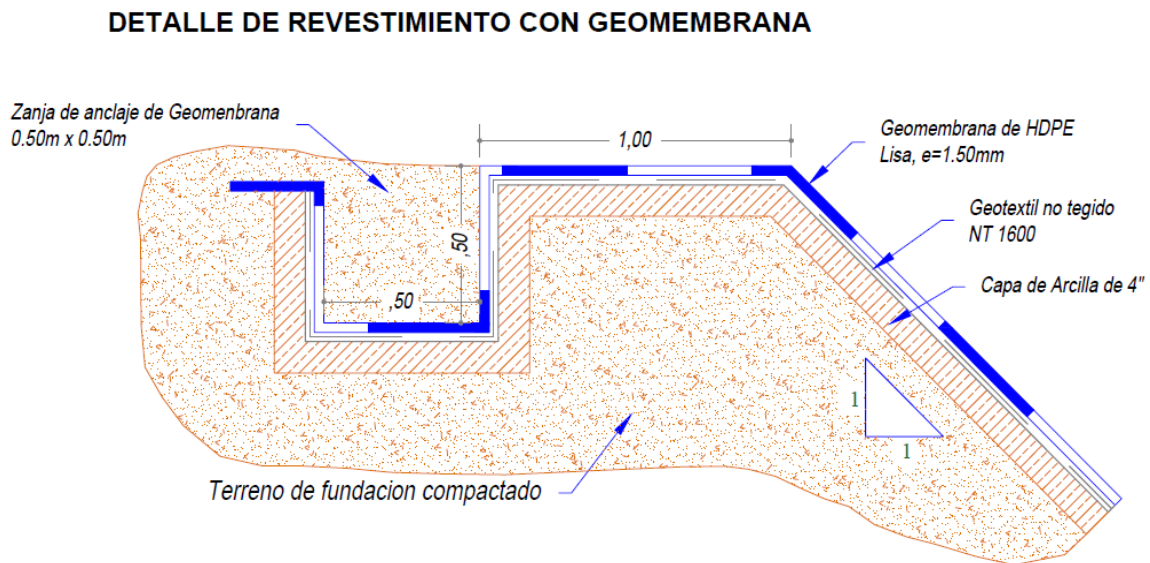 DETALLE DE REVESTIMIENTO CON GEOMEMBRANA
Zanja de anclaje de Geomenbrana
0.50m x 0.50m
1,00
Geomembrana de HDPE
Lisa, e=1.50mm
Geotextil no tegido
NT 1600
,50
,50
Capa de Arcilla de 4"
1
1
Terreno de fundacion compactado